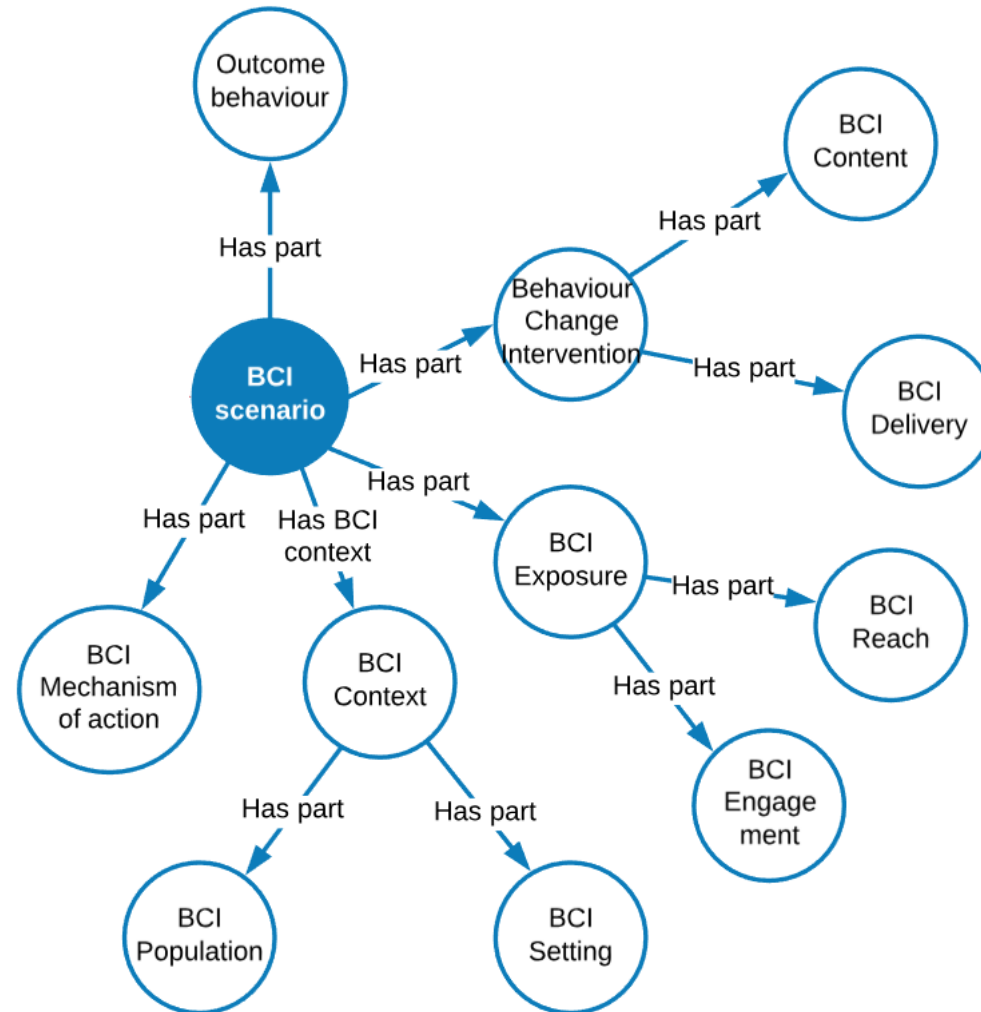 Outcome
behaviour
BCI
Content
Has part
Has part
Behaviour
Change
Intervention
Has part
Has part
BCI
scenario
BCI
Delivery
Has part
Has part
Has BCI
context
BCI
Exposure
Has part
BCI
Reach
BCI
Mechanism
of action
BCI
Context
Has part
BCI
Engage
ment
Has part
Has part
BCI
Population
BCI
Setting